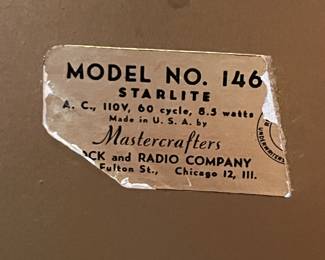 MODEL NO. 146
STARLITE
A. C., 110V, 60 cycle, 8.5 watts
Made in U. S. A. by
Mastercrafters
OCK and RADIO COMPANY
Fulton St., Chicago 12, Ill.